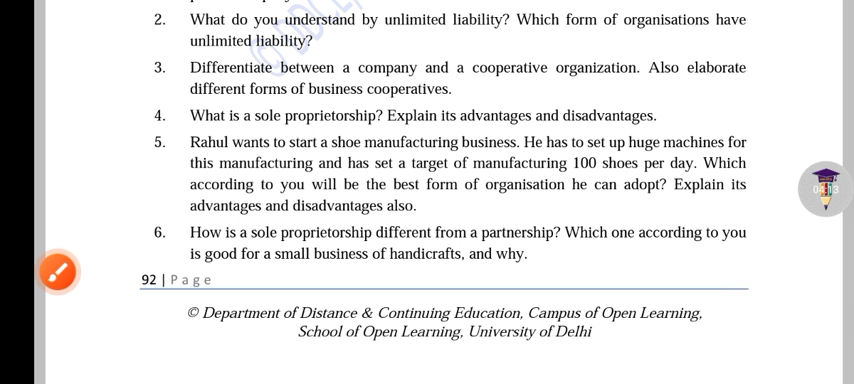 2. What do you understand by unlimited liability? Which form of organisations have
unlimited liability?
3. Differentiate between a company and a cooperative organization. Also elaborate
different forms of business cooperatives.
4. What is a sole proprietorship? Explain its advantages and disadvantages.
5. Rahul wants to start a shoe manufacturing business. He has to set up huge machines for
this manufacturing and has set a target of manufacturing 100 shoes per day. Which
according to you will be the best form of organisation he can adopt? Explain its
advantages and disadvantages also.
04:13
6. How is a sole proprietorship different from a partnership? Which one according to you
is good for a small business of handicrafts, and why.
92 | Page
© Department of Distance & Continuing Education, Campus of Open Learning,
School of Open Learning, University of Delhi